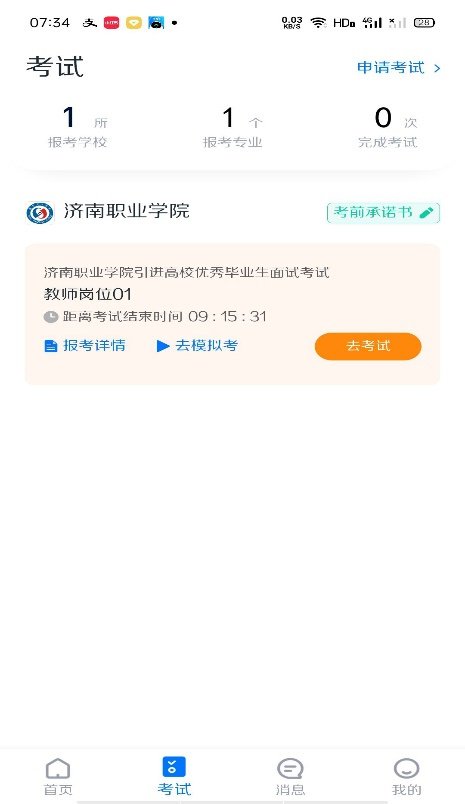 07:34
0.03 KB/S HD 4G 28
考试
申请考试 >
1 所
1 个
0 次
报考学校
报考专业
完成考试
济南职业学院
考前承诺书
济南职业学院引进高校优秀毕业生面试考试
教师岗位01
距离考试结束时间 09 : 15 : 31
报考详情
去模拟考
去考试
首页
考试
消息
我的